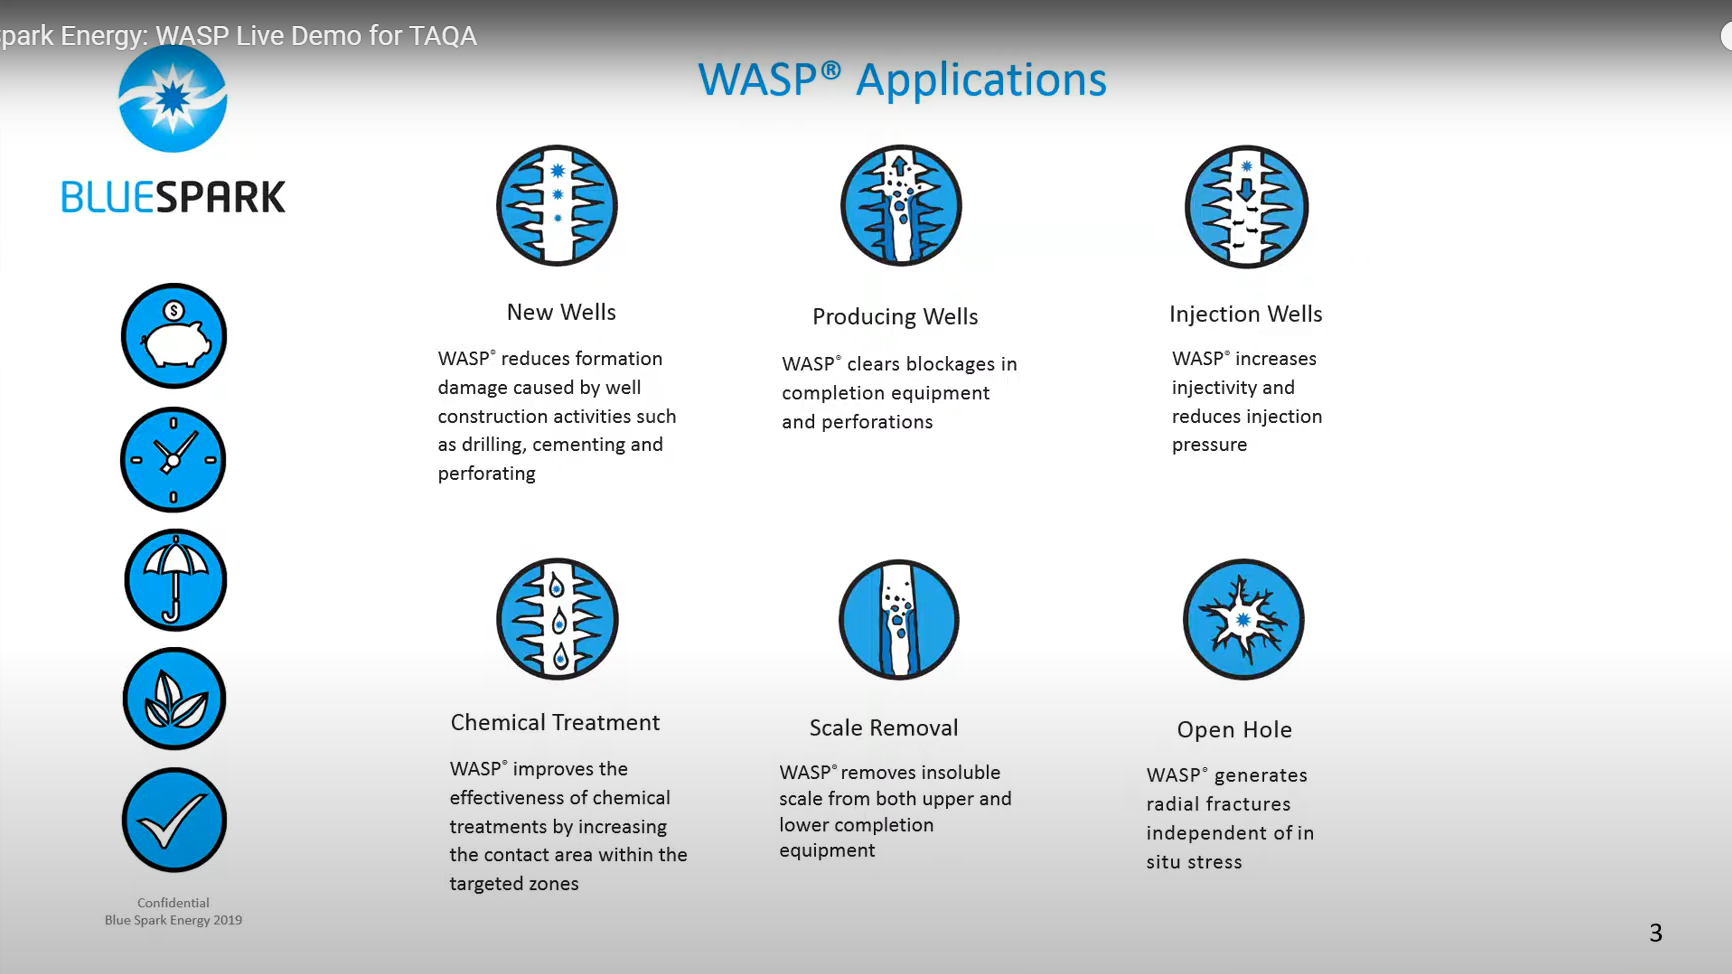 park Energy: WASP Live Demo for TAQA
WASP® Applications
BLUESPARK
$
New Wells
WASP® reduces formation
damage caused by well
construction activities such
as drilling, cementing and
perforating
Producing Wells
WASP® clears blockages in
completion equipment
and perforations
Injection Wells
WASP® increases
injectivity and
reduces injection
pressure
Chemical Treatment
WASP® improves the
effectiveness of chemical
treatments by increasing
the contact area within the
targeted zones
Scale Removal
WASP® removes insoluble
scale from both upper and
lower completion
equipment
Open Hole
WASP® generates
radial fractures
independent of in
situ stress
Confidential
Blue Spark Energy 2019
3